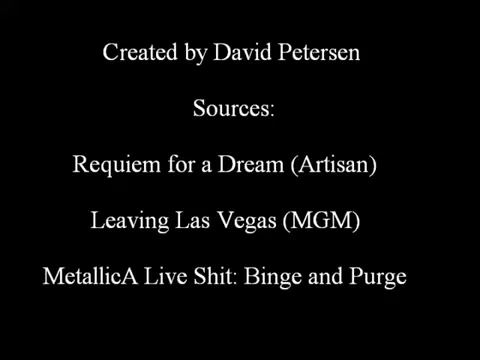 Created by David Petersen
Sources:
Requiem for a Dream (Artisan)
Leaving Las Vegas (MGM)
MetallicA Live Shit: Binge and Purge